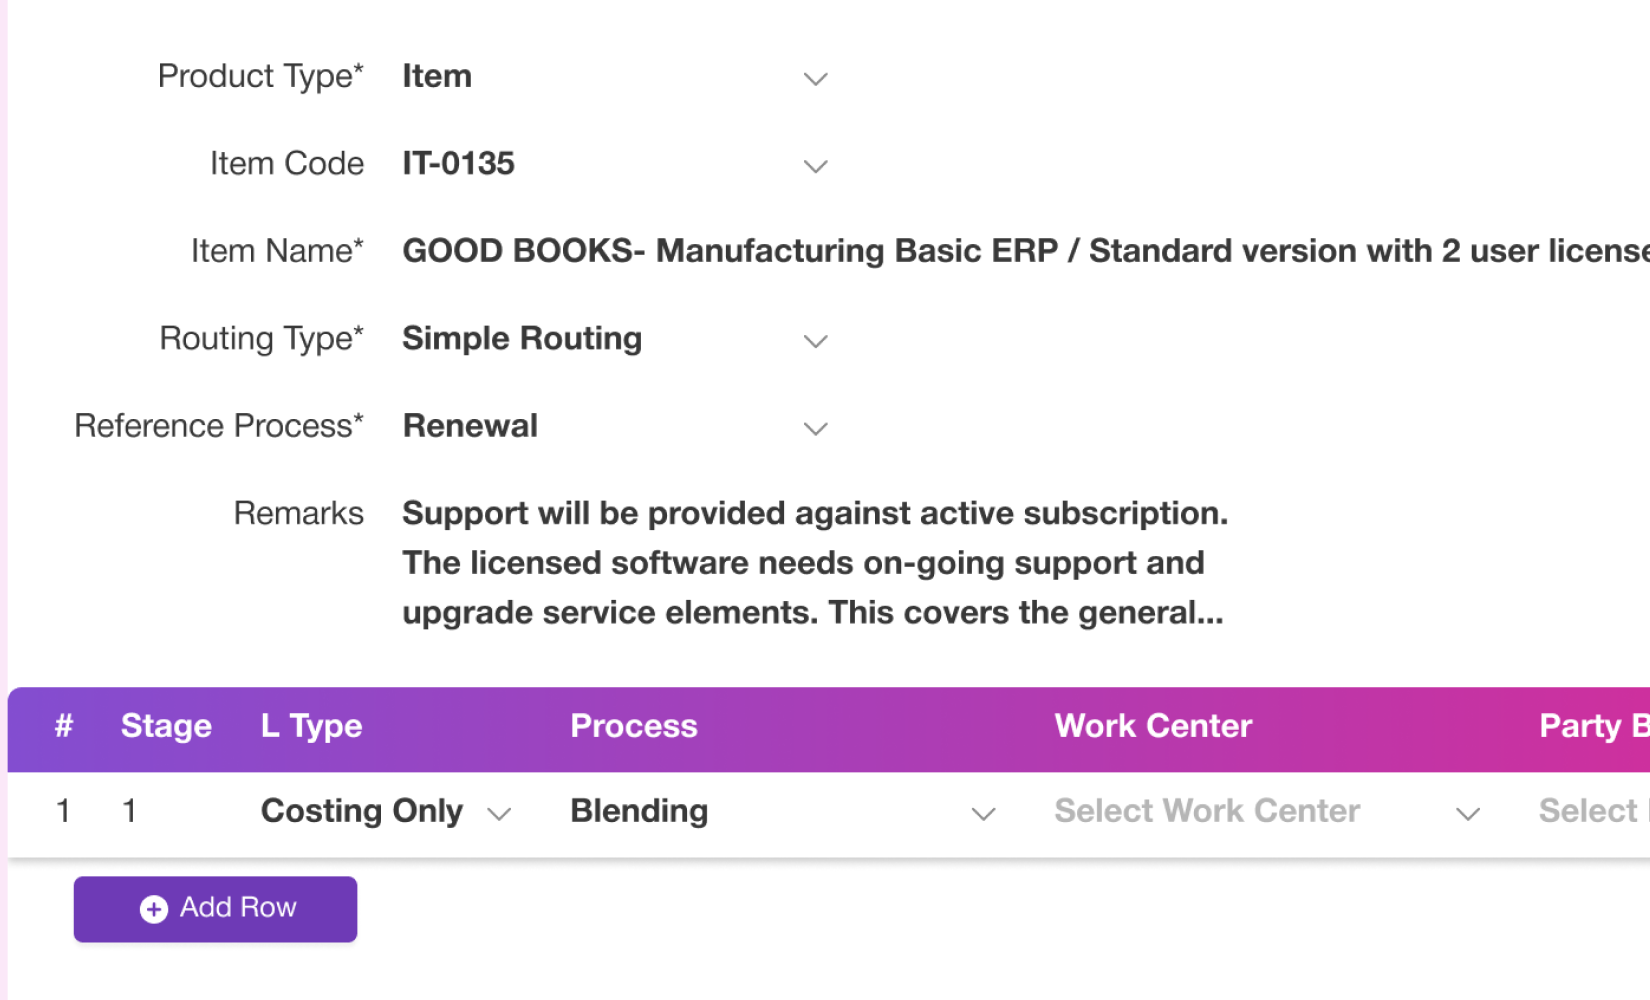 Product Type* Item
Item Code IT-0135
Item Name* GOOD BOOKS- Manufacturing Basic ERP / Standard version with 2 user license
Routing Type* Simple Routing
Reference Process* Renewal
Remarks Support will be provided against active subscription.
The licensed software needs on-going support and
upgrade service elements. This covers the general...
# Stage L Type Process Work Center Party B
1 1 Costing Only Blending Select Work Center Select
Add Row